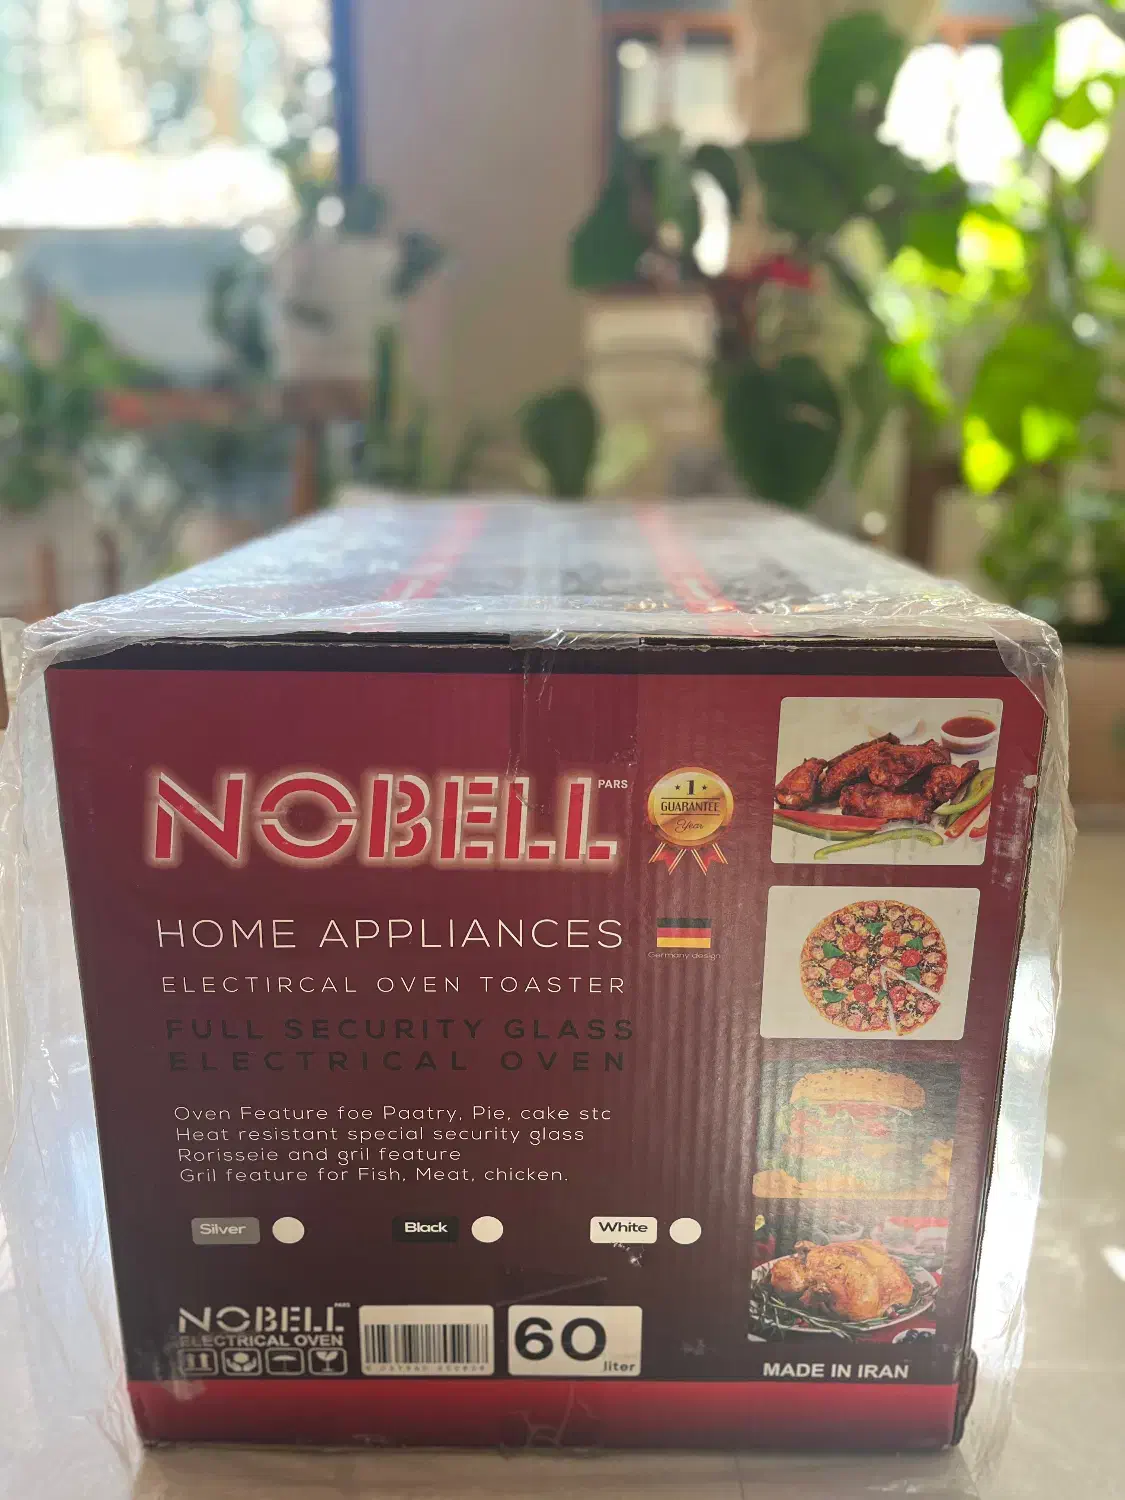 NOBELL PARS
1
GUARANTEE
Year
HOME APPLIANCES
Germany design
ELECTIRCAL OVEN TOASTER
FULL SECURITY GLASS
ELECTRICAL OVEN
Oven Feature foe Paatry, Pie, cake stc
Heat resistant special security glass
Rorisseie and gril feature
Gril feature for Fish, Meat, chicken.
Silver
Black
White
NOBELL PARS
ELECTRICAL OVEN
60 liter
MADE IN IRAN